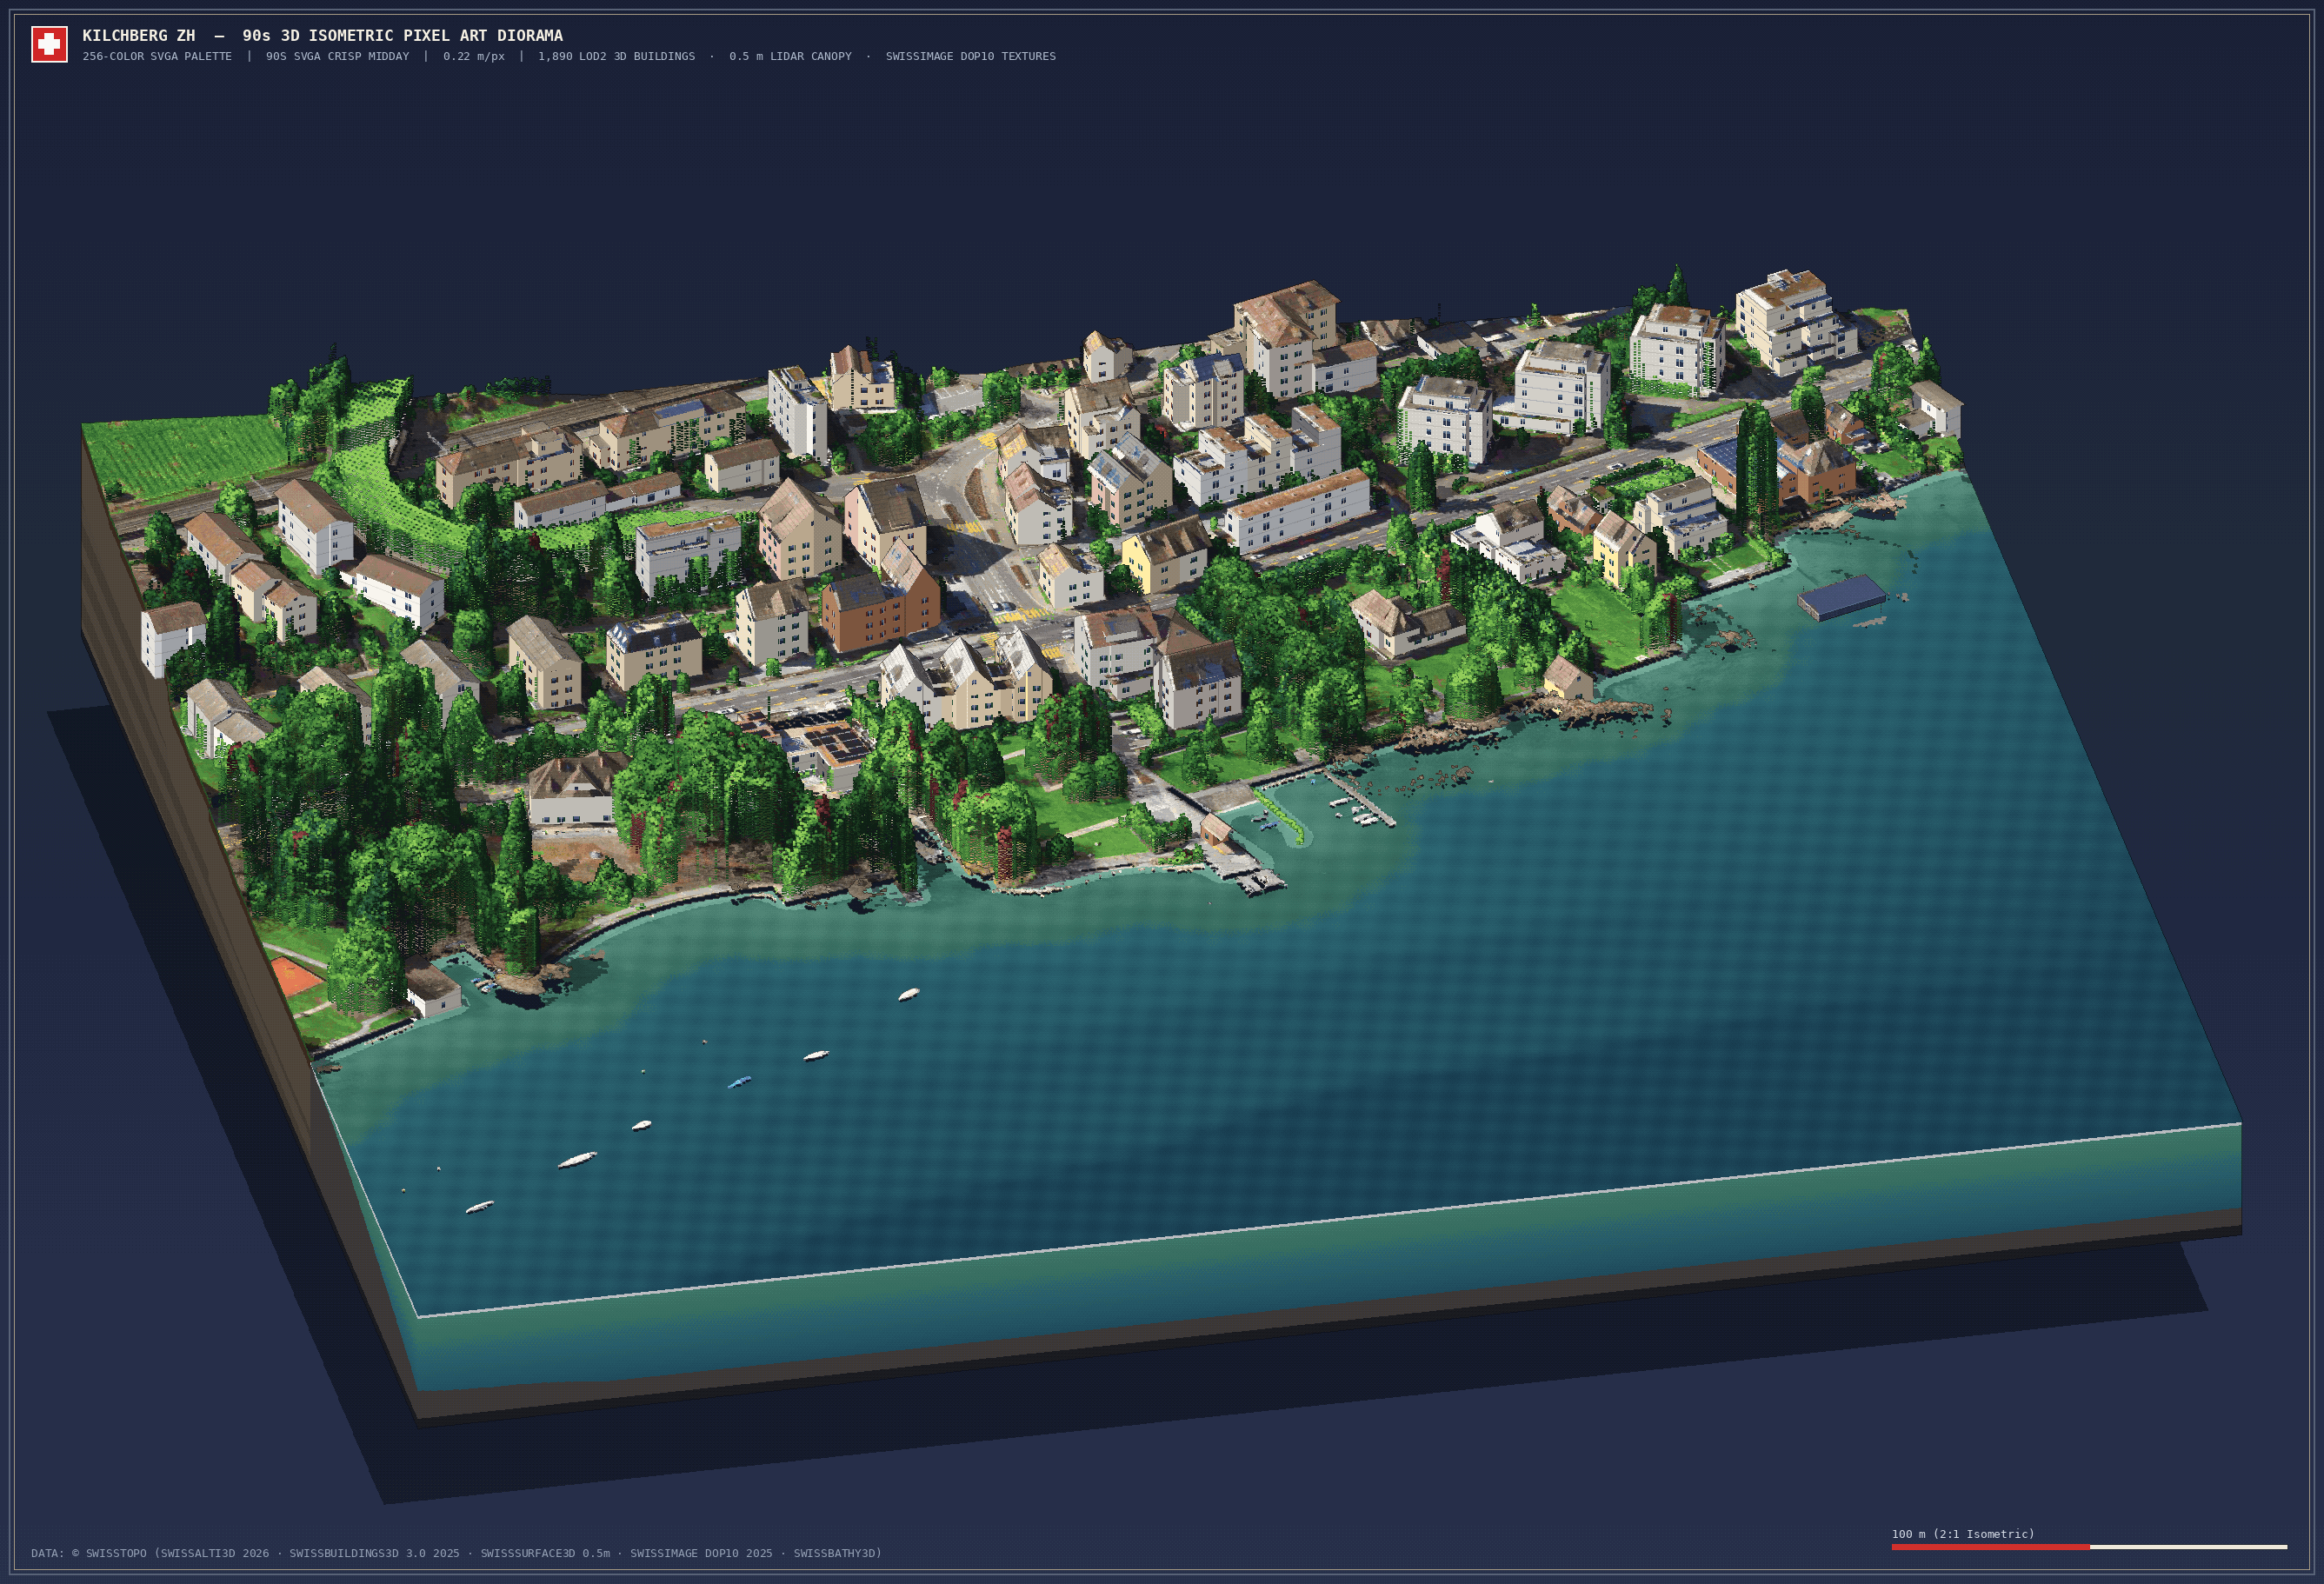 KILCHBERG ZH — 90s 3D ISOMETRIC PIXEL ART DIORAMA
256-COLOR SVGA PALETTE | 90S SVGA CRISP MIDDAY | 0.22 m/px | 1,890 LOD2 3D BUILDINGS · 0.5 m LIDAR CANOPY · SWISSIMAGE DOP10 TEXTURES
100 m (2:1 Isometric)
DATA: © SWISSTOPO (SWISSALTI3D 2026 · SWISSBUILDINGS3D 3.0 2025 · SWISSSURFACE3D 0.5m · SWISSIMAGE DOP10 2025 · SWISSBATHY3D)